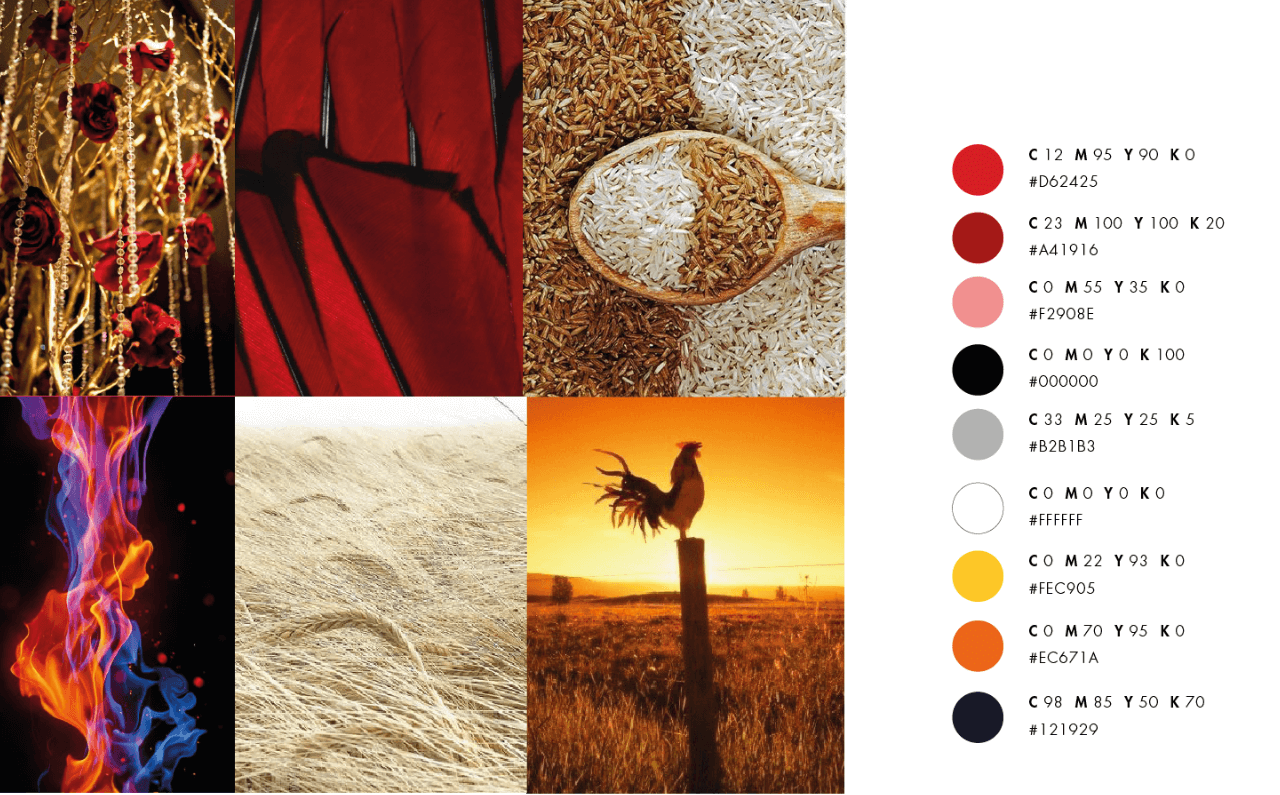 C 12 M 95 Y 90 K 0
#D62425
C 23 M 100 Y 100 K 20
#A41916
C 0 M 55 Y 35 K 0
#F2908E
C 0 M 0 Y 0 K 100
#000000
C 33 M 25 Y 25 K 5
#B2B1B3
C 0 M 0 Y 0 K 0
#FFFFFF
C 0 M 22 Y 93 K 0
#FEC905
C 0 M 70 Y 95 K 0
#EC671A
C 98 M 85 Y 50 K 70
#121929